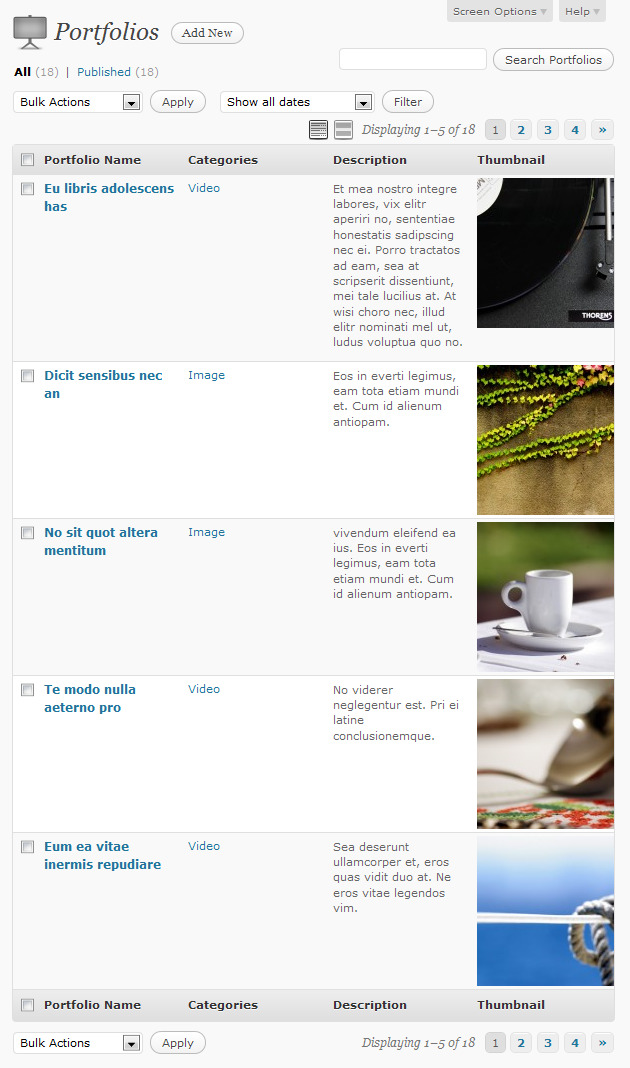 Screen Options Help
Portfolios Add New
Search Portfolios
All (18) | Published (18)
Bulk Actions Apply Show all dates Filter
Displaying 1–5 of 18 1 2 3 4 »
Portfolio Name Categories Description Thumbnail
Eu libris adolescens
has
Video
Et mea nostro integre
labores, vix elitr
aperiri no, sententiae
honestatis sadipscing
nec ei. Porro tractatos
ad eam, sea at
scripserit dissentiunt,
mei tale lucilius at. At
wisi choro nec, illud
elitr nominati mel ut,
ludus voluptua quo no.
THORENS
Dicit sensibus nec
an
Image
Eos in everti legimus,
eam tota etiam mundi
et. Cum id alienum
antiopam.
No sit quot altera
mentitum
Image
vivendum eleifend ea
ius. Eos in everti
legimus, eam tota
etiam mundi et. Cum
id alienum antiopam.
Te modo nulla
aeterno pro
Video
No viderer
neglegentur est. Pri ei
latine
conclusionemque.
Eum ea vitae
inermis repudiare
Video
Sea deserunt
ullamcorper et, eros
quas vidit duo at. Ne
eros vitae legendos
vim.
Portfolio Name Categories Description Thumbnail
Bulk Actions Apply Displaying 1–5 of 18 1 2 3 4 »